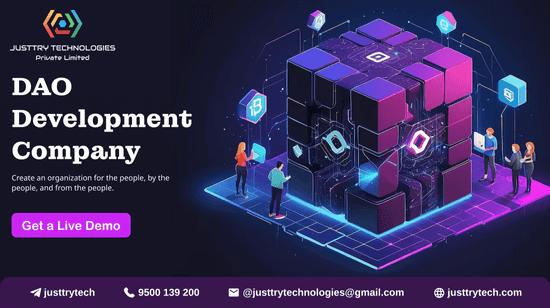 JUSTTRY TECHNOLOGIES
Private Limited
DAO
Development
Company
Create an organization for the people, by the
people, and from the people.
Get a Live Demo
justtrytech
9500 139 200
@justtrytechnologies@gmail.com
justtrytech.com